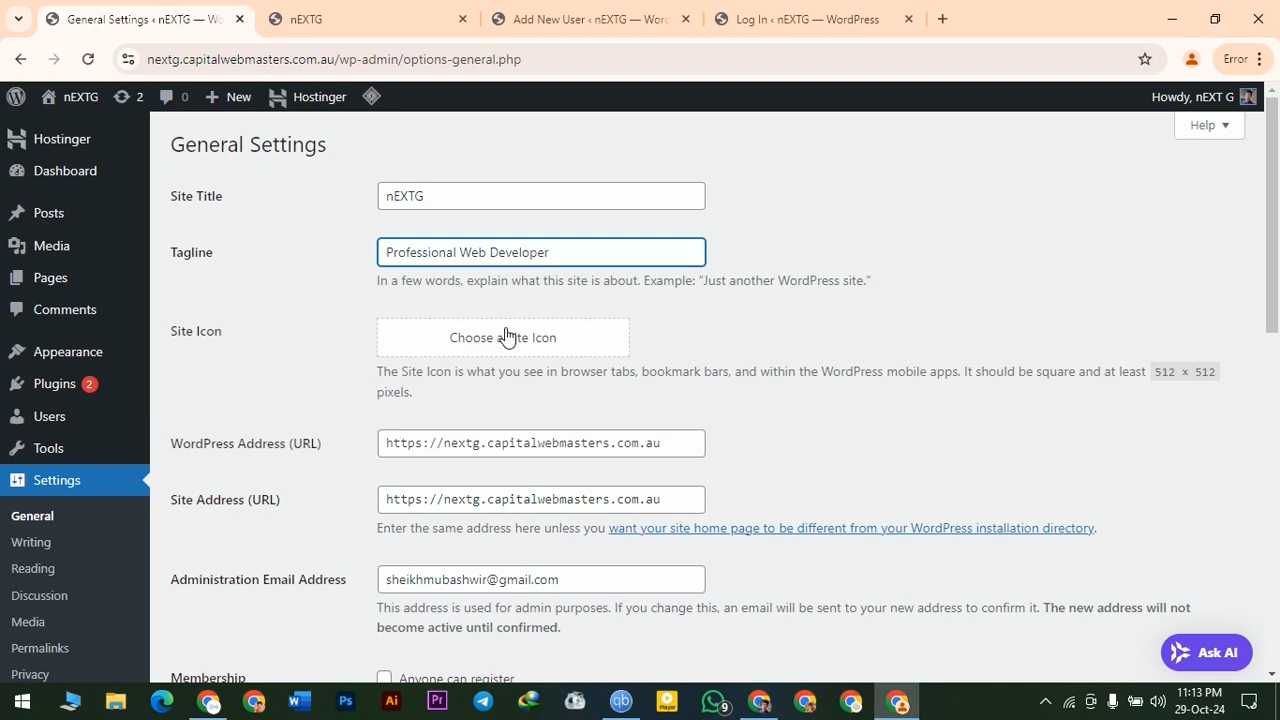 General Settings ‹ nEXTG — Wor
nEXTG
Add New User ‹ nEXTG — Word
Log In ‹ nEXTG — WordPress
nextg.capitalwebmasters.com.au/wp-admin/options-general.php
Error
nEXTG
2
0
New
Hostinger
Howdy, nEXT G
Hostinger
Dashboard
Posts
Media
Pages
Comments
Appearance
Plugins 2
Users
Tools
Settings
General
Writing
Reading
Discussion
Media
Permalinks
Privacy
Help
General Settings
Site Title
nEXTG
Tagline
Professional Web Developer
In a few words, explain what this site is about. Example: “Just another WordPress site.”
Site Icon
Choose a Site Icon
The Site Icon is what you see in browser tabs, bookmark bars, and within the WordPress mobile apps. It should be square and at least 512 x 512
pixels.
WordPress Address (URL)
https://nextg.capitalwebmasters.com.au
Site Address (URL)
https://nextg.capitalwebmasters.com.au
Enter the same address here unless you want your site home page to be different from your WordPress installation directory.
Administration Email Address
sheikhmubashwir@gmail.com
This address is used for admin purposes. If you change this, an email will be sent to your new address to confirm it. The new address will not
become active until confirmed.
Membership
Anyone can register
Ask AI
W
Ps
Ai
Pr
qb
Player
9
11:13 PM
29-Oct-24